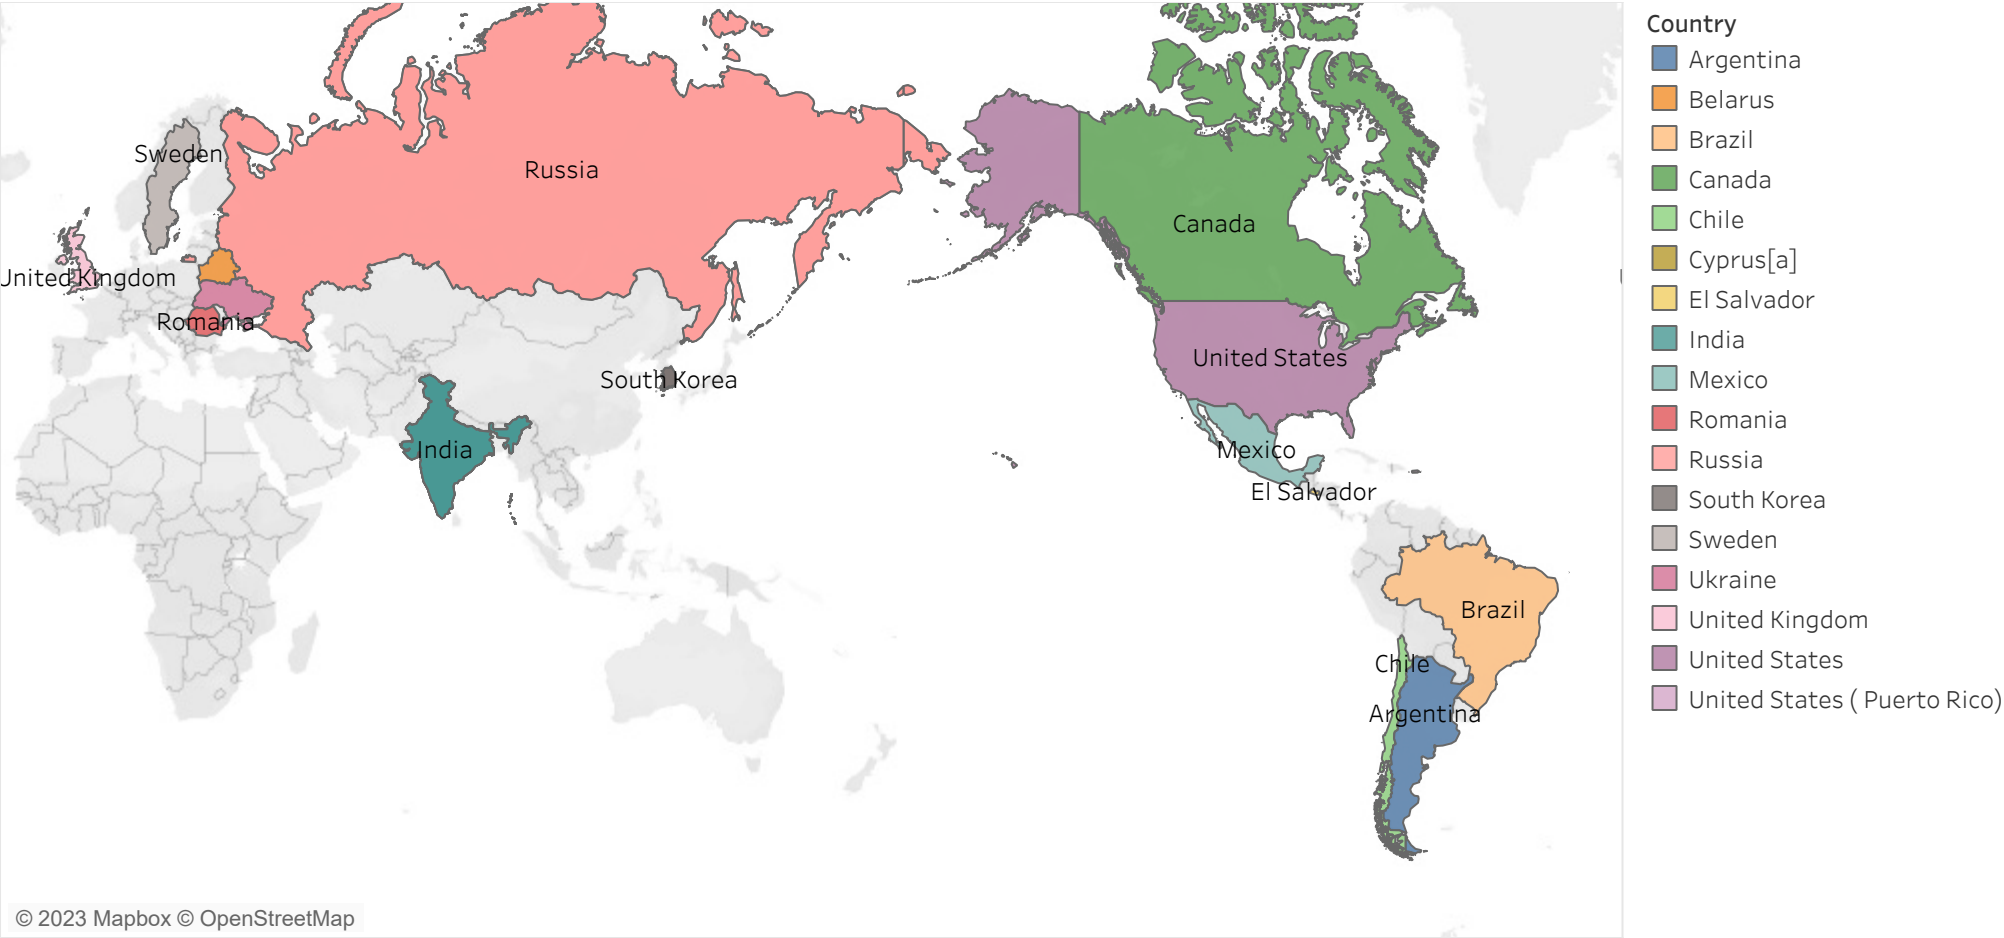 Sweden
Russia
Canada
United Kingdom
Romania
United States
South Korea
India
Mexico
El Salvador
Brazil
Chile
Argentina
© 2023 Mapbox © OpenStreetMap
Country
Argentina
Belarus
Brazil
Canada
Chile
Cyprus[a]
El Salvador
India
Mexico
Romania
Russia
South Korea
Sweden
Ukraine
United Kingdom
United States
United States ( Puerto Rico)